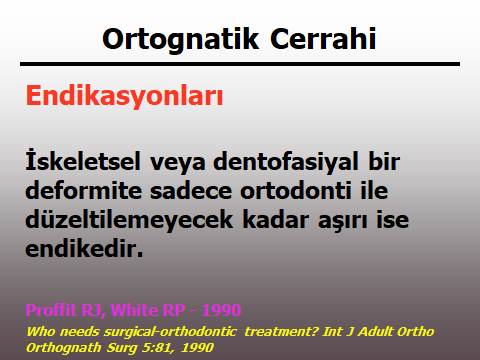 Ortognatik Cerrahi
Endikasyonları
İskeletsel veya dentofasiyal bir
deformite sadece ortodonti ile
düzeltilemeyecek kadar aşırı ise
endikedir.
Proffit RJ, White RP - 1990
Who needs surgical-orthodontic treatment? Int J Adult Ortho
Orthognath Surg 5:81, 1990